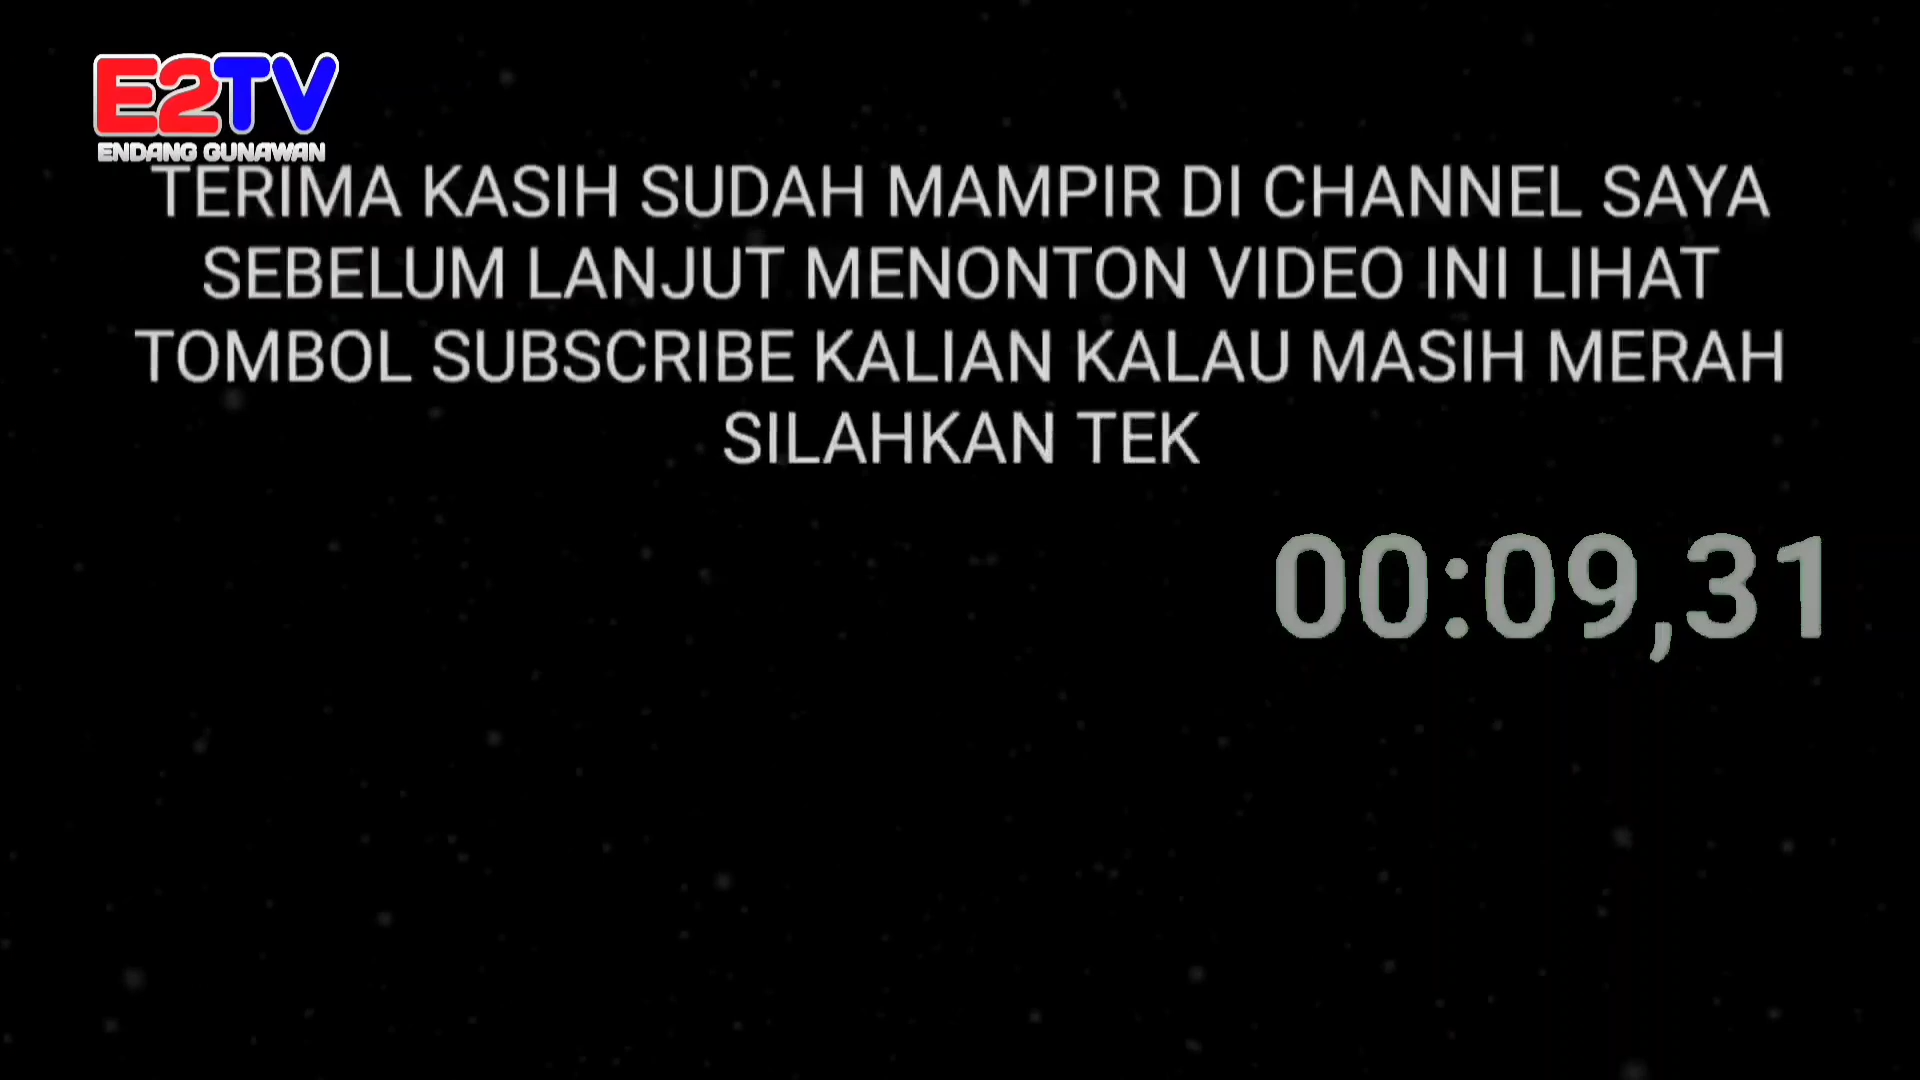 E2TV
ENDANG GUNAWAN
TERIMA KASIH SUDAH MAMPIR DI CHANNEL SAYA
SEBELUM LANJUT MENONTON VIDEO INI LIHAT
TOMBOL SUBSCRIBE KALIAN KALAU MASIH MERAH
SILAHKAN TEK
00:09,31